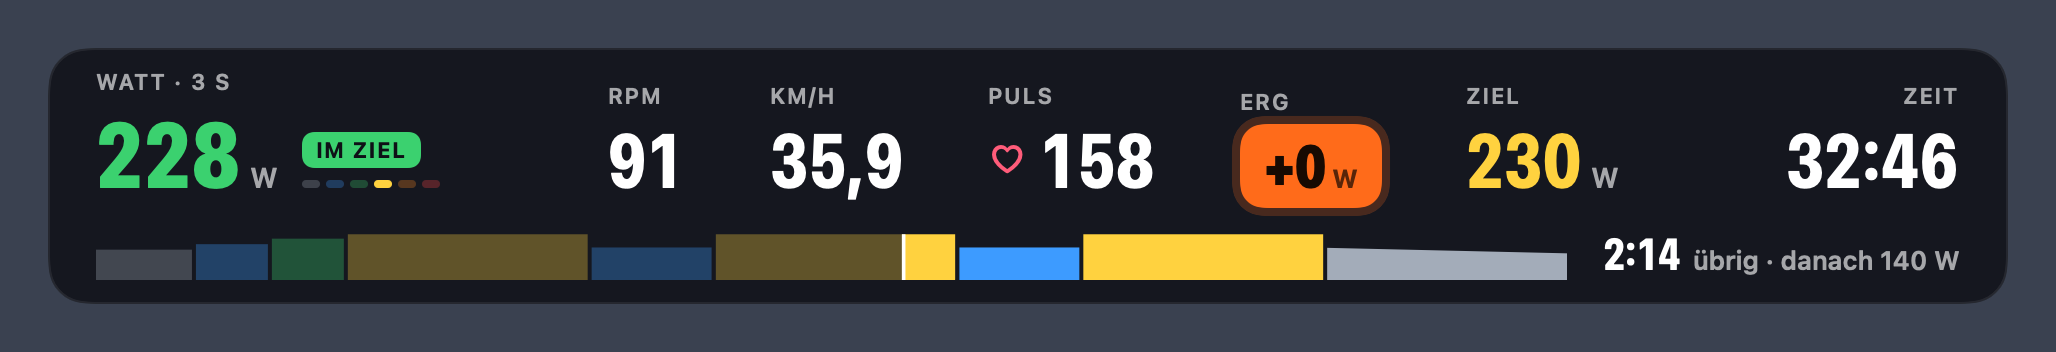 WATT · 3 S
228 W
IM ZIEL
RPM
91
KM/H
35,9
PULS
158
ERG
+0 W
ZIEL
230 W
ZEIT
32:46
2:14 übrig · danach 140 W